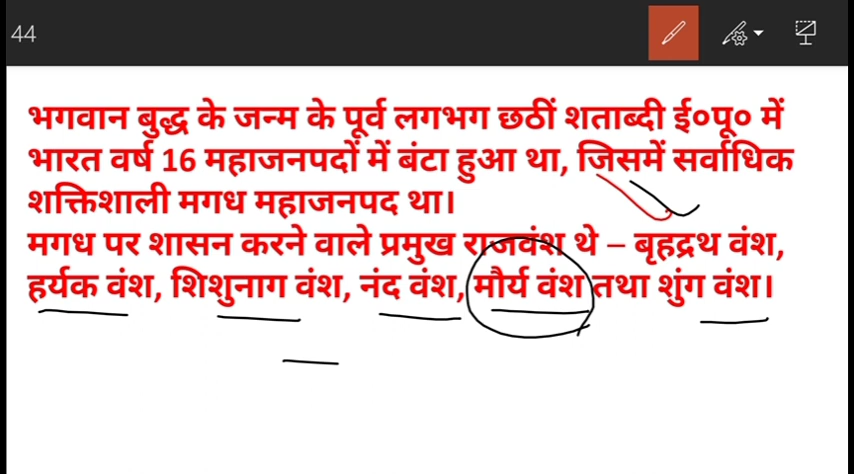 44
भगवान बुद्ध के जन्म के पूर्व लगभग छठीं शताब्दी ई०पू० में
भारत वर्ष 16 महाजनपदों में बंटा हुआ था, जिसमें सर्वाधिक
शक्तिशाली मगध महाजनपद था।
मगध पर शासन करने वाले प्रमुख राजवंश थे – बृहद्रथ वंश,
हर्यक वंश, शिशुनाग वंश, नंद वंश, मौर्य वंश तथा शुंग वंश।